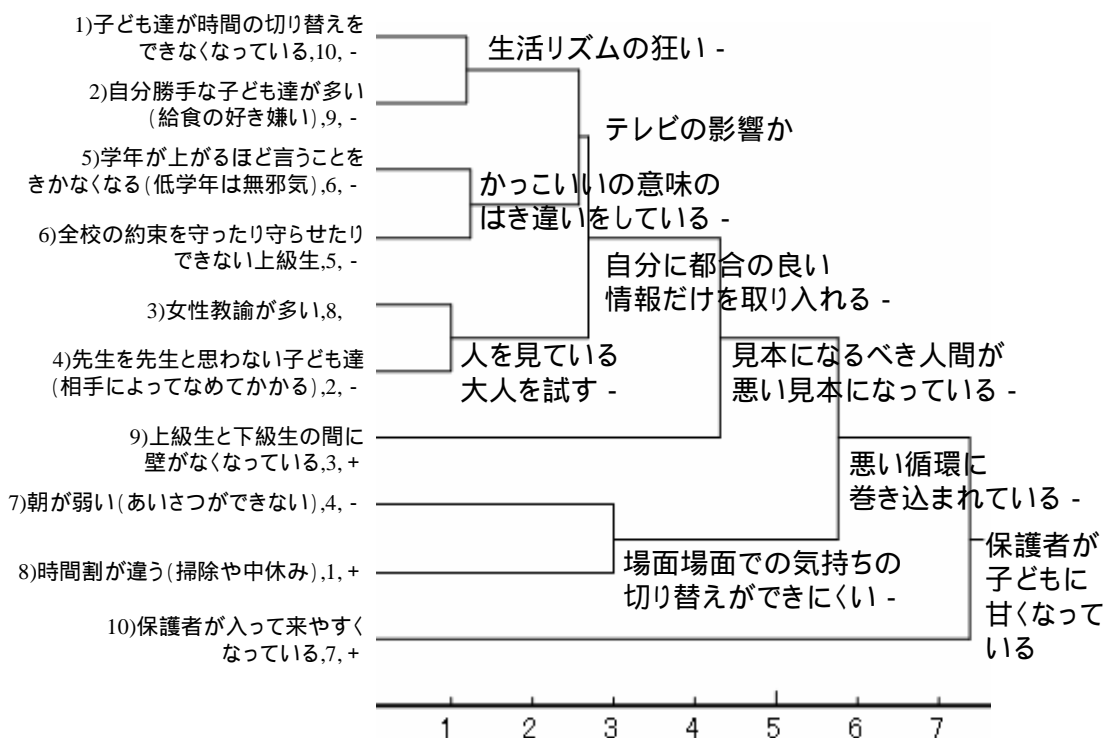 1)子ども達が時間の切り替えを
できなくなっている,10, -
2)自分勝手な子ども達が多い
(給食の好き嫌い),9, -
5)学年が上がるほど言うことを
きかなくなる(低学年は無邪気),6, -
6)全校の約束を守ったり守らせたり
できない上級生,5, -
3)女性教諭が多い,8,
4)先生を先生と思わない子ども達
(相手によってなめてかかる),2, -
9)上級生と下級生の間に
壁がなくなっている,3, +
7)朝が弱い(あいさつができない),4, -
8)時間割が違う(掃除や中休み),1, +
10)保護者が入って来やすく
なっている,7, +
生活リズムの狂い -
テレビの影響か
かっこいいの意味の
はき違いをしている -
自分に都合の良い
情報だけを取り入れる -
人を見ている
大人を試す -
見本になるべき人間が
悪い見本になっている -
悪い循環に
巻き込まれている -
場面場面での気持ちの
切り替えができにくい -
保護者が
子どもに
甘くなって
いる
1 2 3 4 5 6 7